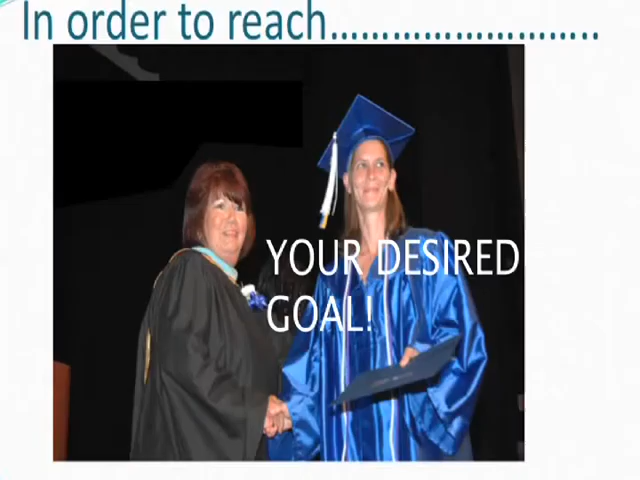 In order to reach……………………..
YOUR DESIRED
GOAL!